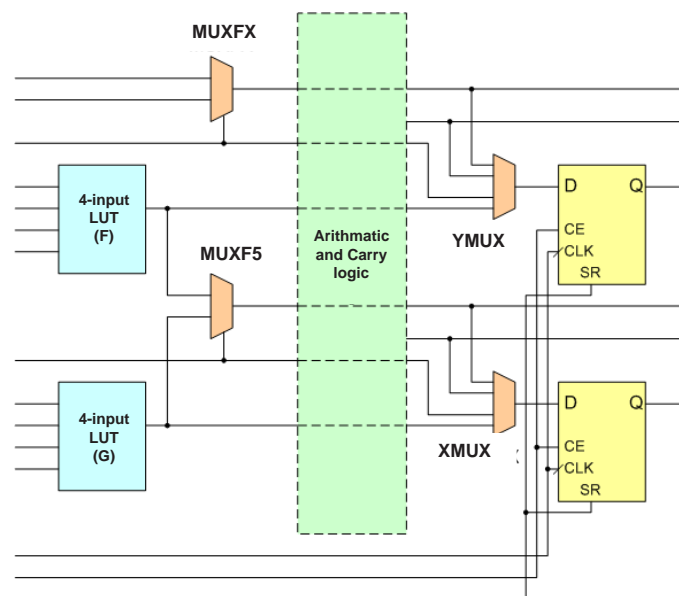 MUXFX
4-input
LUT
(F)
MUXF5
Arithmatic
and Carry
logic
YMUX
D Q
CE
CLK
SR
4-input
LUT
(G)
XMUX
D Q
CE
CLK
SR